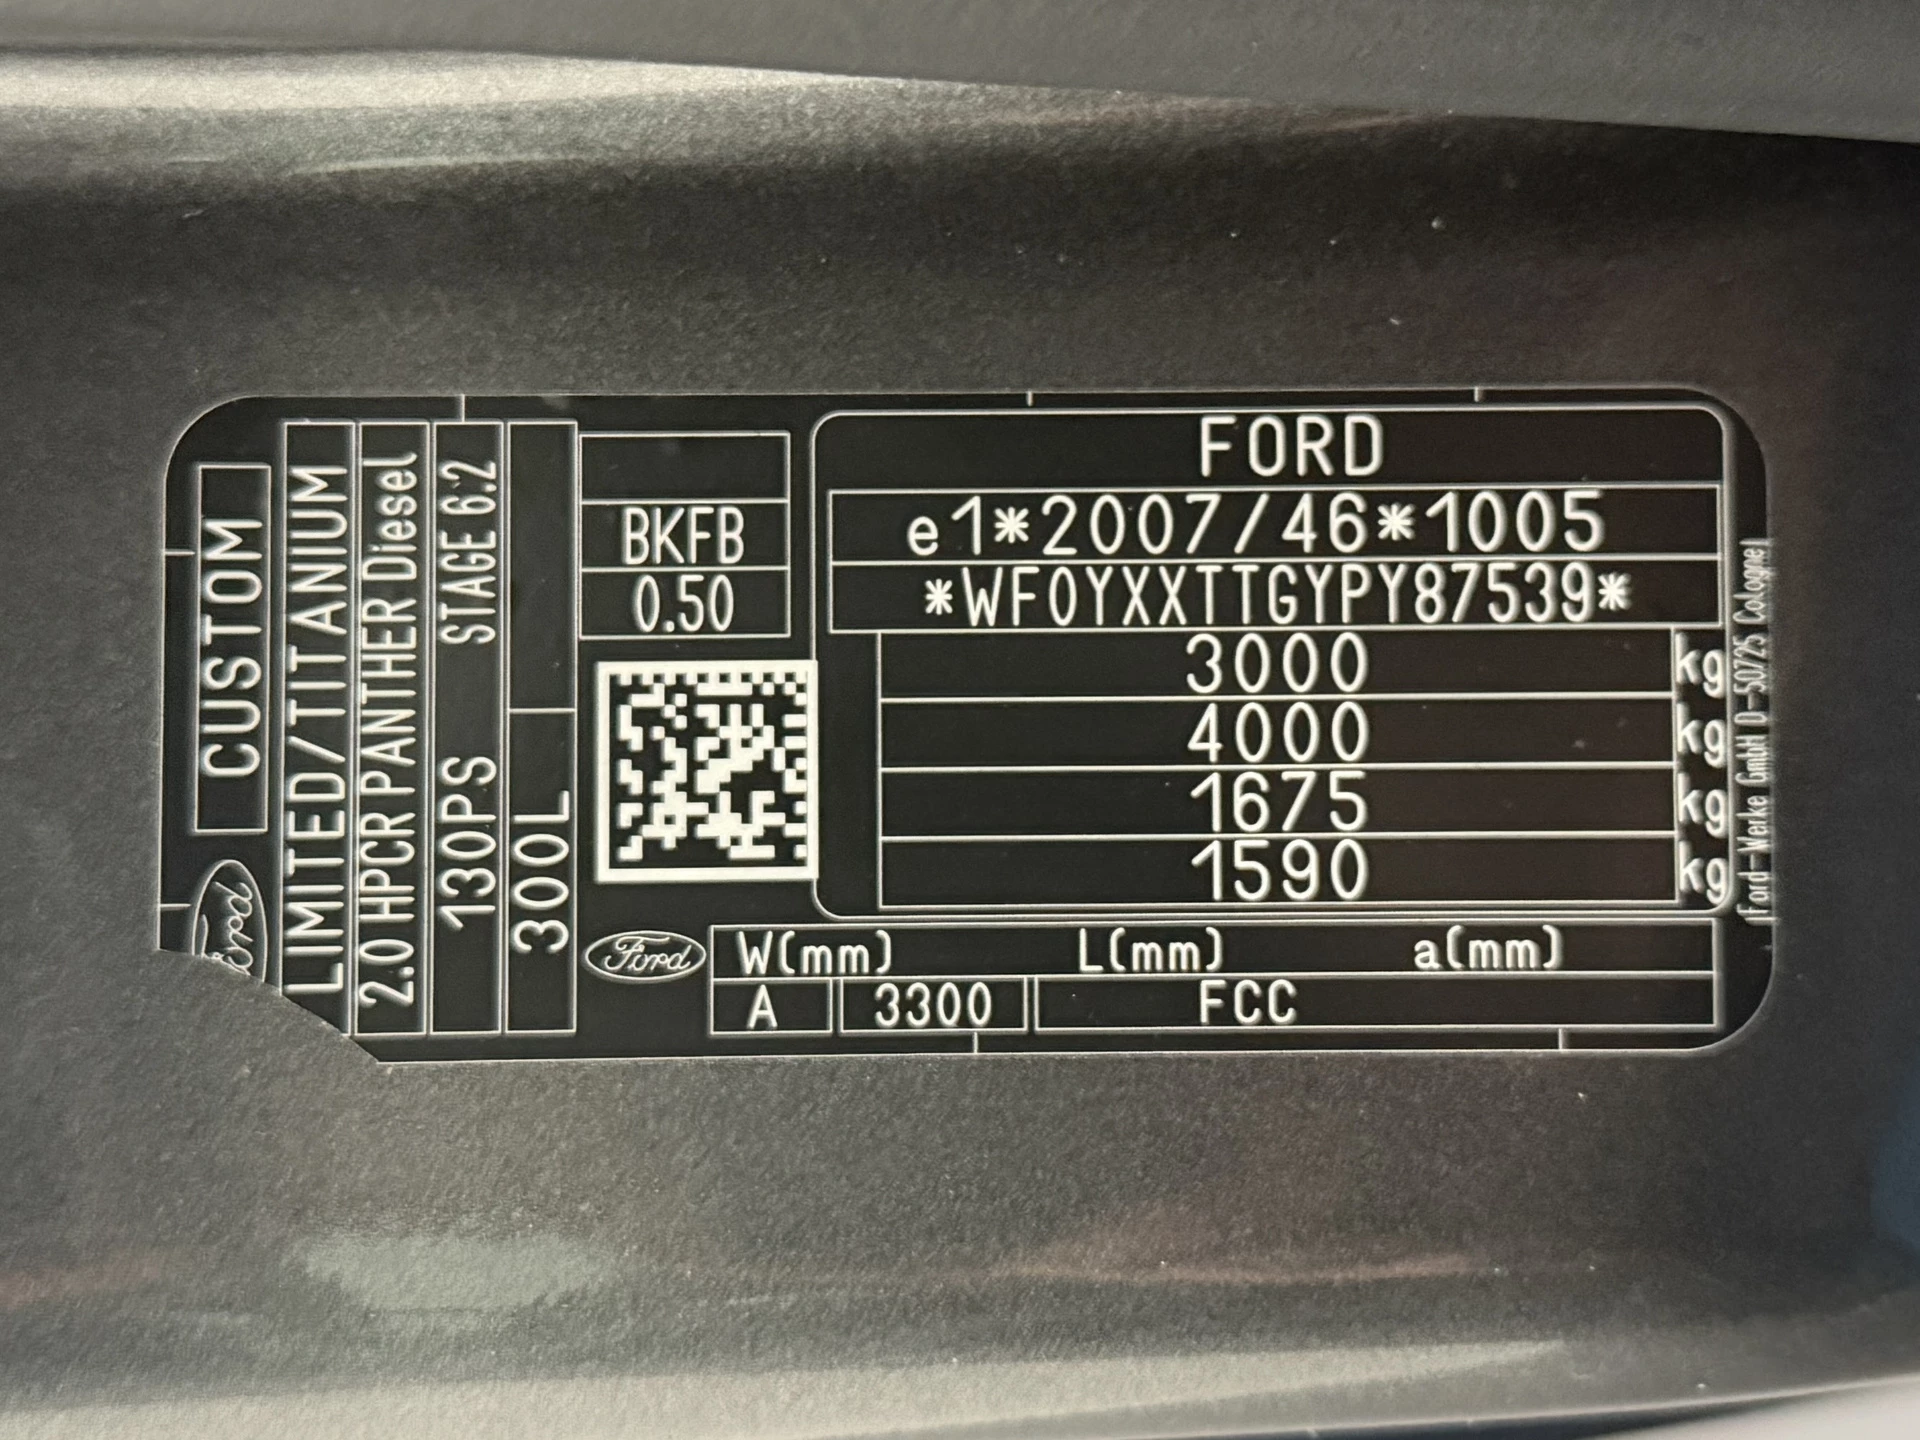 FORD
e1*2007/46*1005
*WF0YXXTTGYPY87539*
3000 kg
4000 kg
1675 kg
1590 kg
Ford-Werke GmbH D-50725 Cologne
W(mm) L(mm) a(mm)
A 3300 FCC
Ford
BKFB
0.50
Ford CUSTOM
LIMITED/TITANIUM
2.0 HPCR PANTHER Diesel
130PS STAGE 6.2
300L